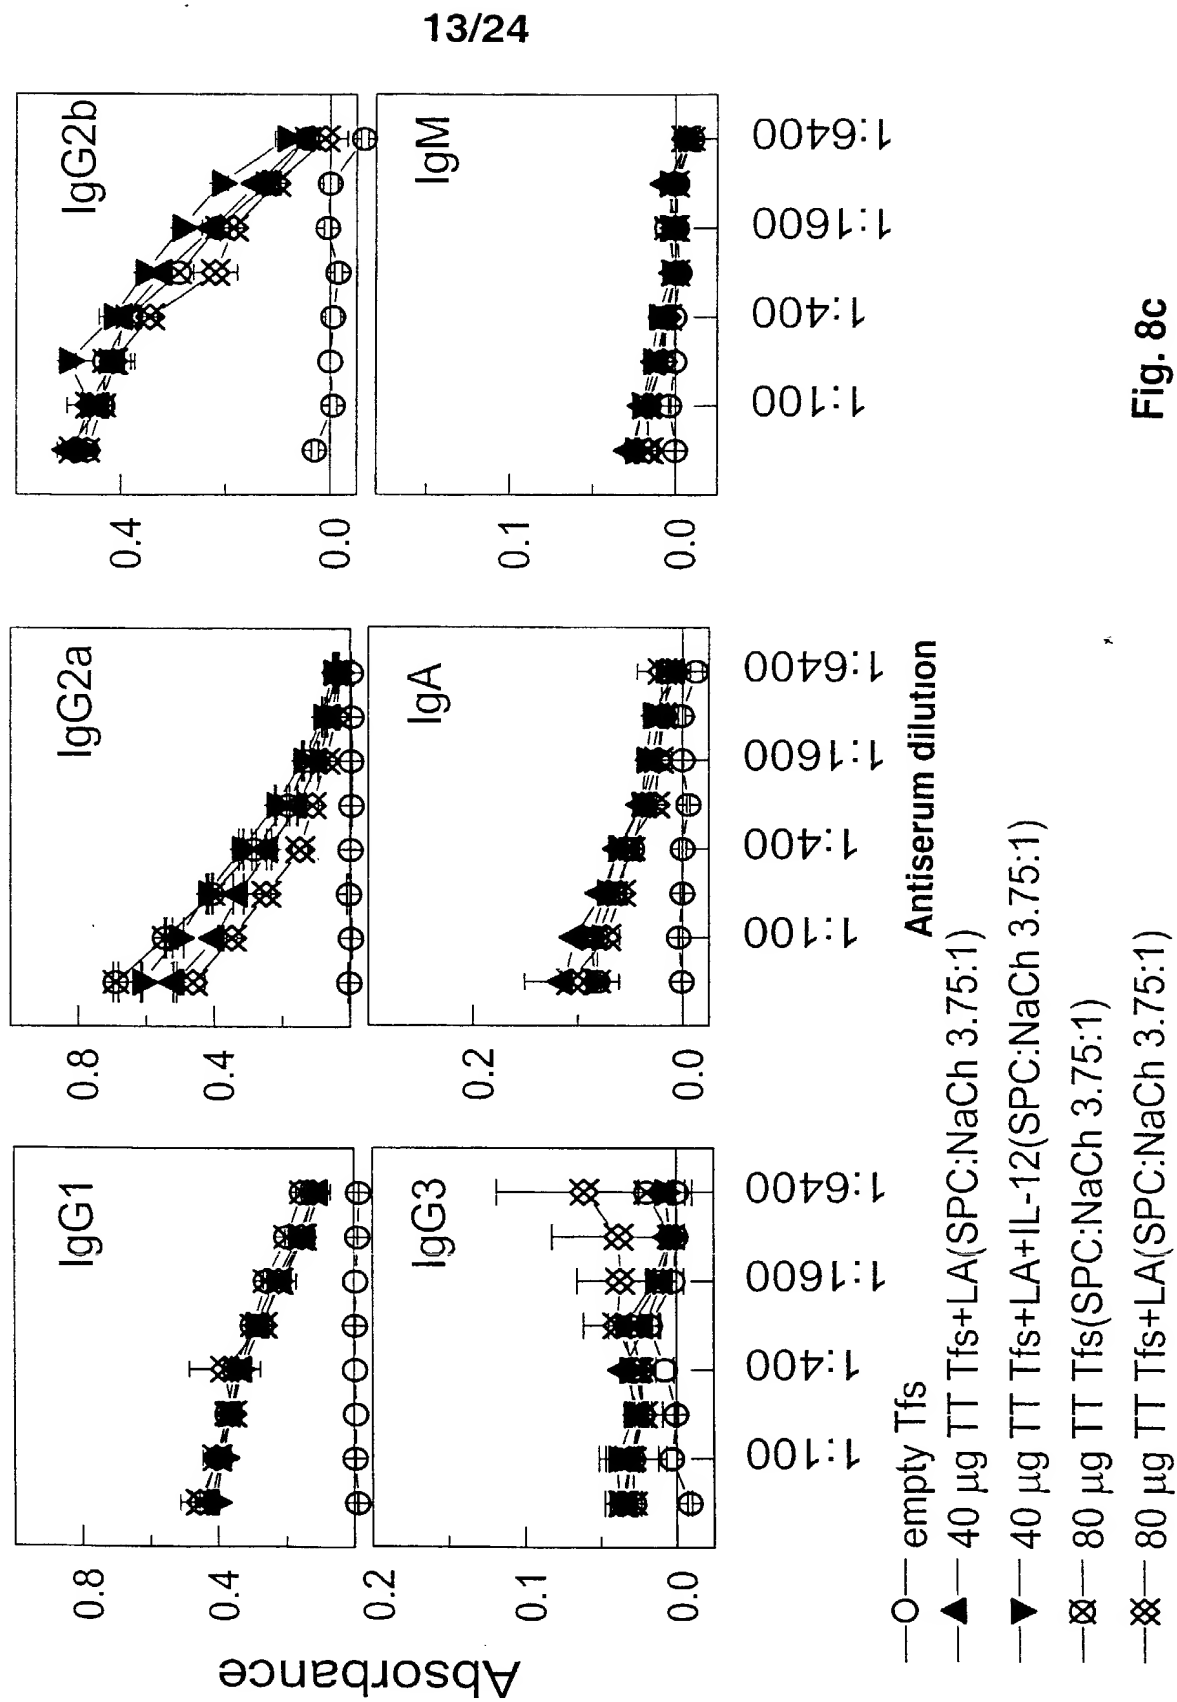 13/24
IgG1
IgG2a
IgG2b
IgG3
IgA
IgM
Absorbance
0.8
0.4
0.2
0.1
0.0
0.8
0.4
0.2
0.0
0.4
0.0
0.1
0.0
1:100
1:400
1:1600
1:6400
1:100
1:400
1:1600
1:6400
1:100
1:400
1:1600
1:6400
Antiserum dilution
empty Tfs
40 µg TT Tfs+LA(SPC:NaCh 3.75:1)
40 µg TT Tfs+LA+IL-12(SPC:NaCh 3.75:1)
80 µg TT Tfs(SPC:NaCh 3.75:1)
80 µg TT Tfs+LA(SPC:NaCh 3.75:1)
Fig. 8c